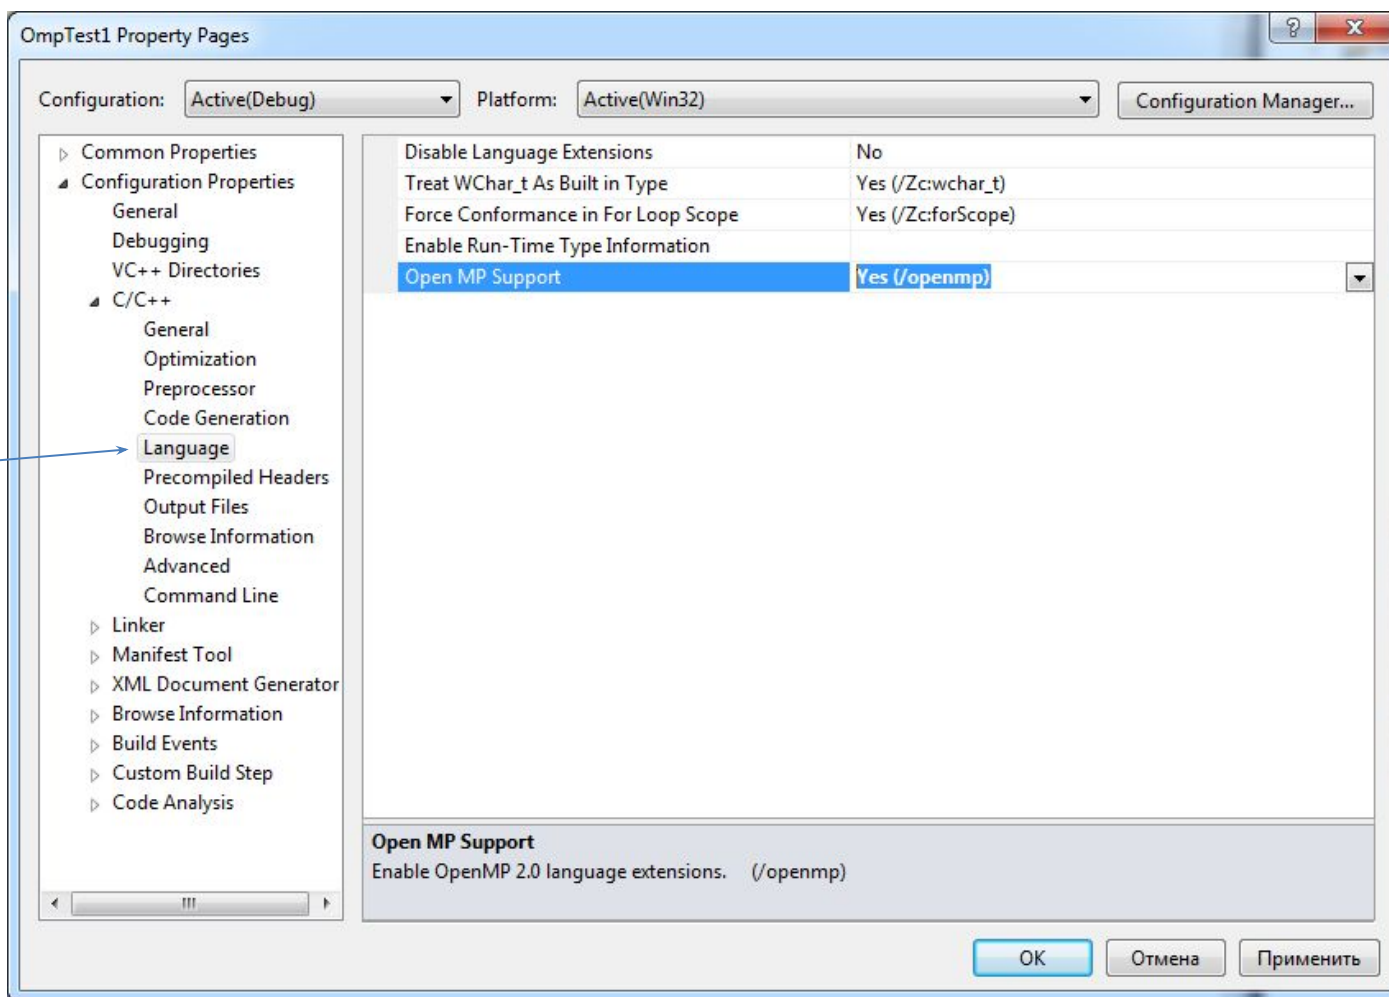 OmpTest1 Property Pages
Configuration: Active(Debug) Platform: Active(Win32) Configuration Manager...
Common Properties
Configuration Properties
General
Debugging
VC++ Directories
C/C++
General
Optimization
Preprocessor
Code Generation
Language
Precompiled Headers
Output Files
Browse Information
Advanced
Command Line
Linker
Manifest Tool
XML Document Generator
Browse Information
Build Events
Custom Build Step
Code Analysis
Disable Language Extensions No
Treat WChar_t As Built in Type Yes (/Zc:wchar_t)
Force Conformance in For Loop Scope Yes (/Zc:forScope)
Enable Run-Time Type Information
Open MP Support Yes (/openmp)
Open MP Support
Enable OpenMP 2.0 language extensions. (/openmp)
OK Отмена Применить